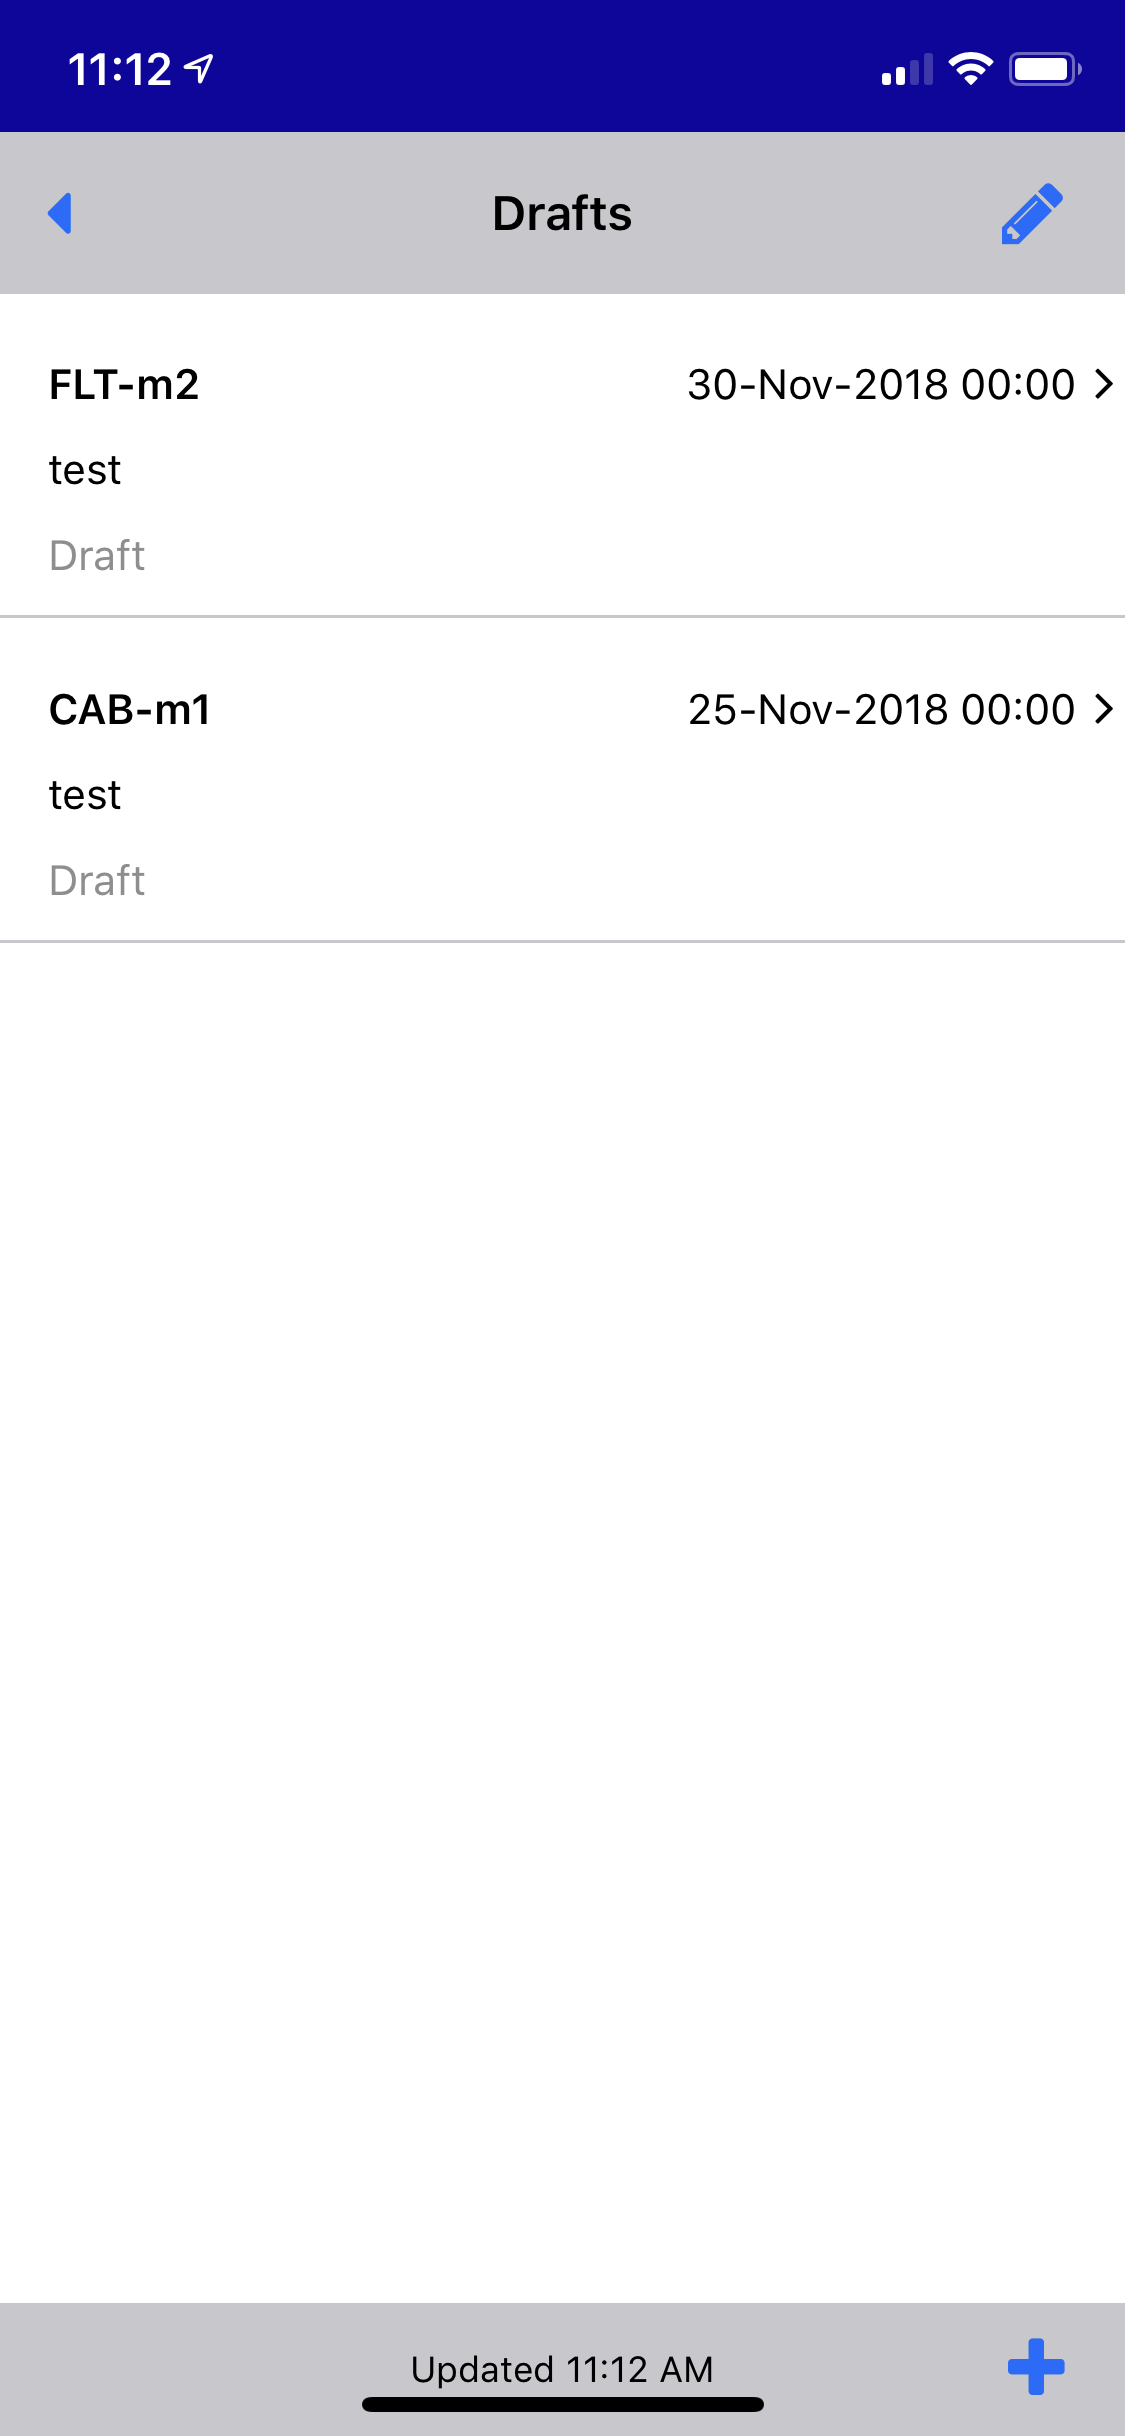 11:12
Drafts
FLT-m2 30-Nov-2018 00:00
test
Draft
CAB-m1 25-Nov-2018 00:00
test
Draft
Updated 11:12 AM